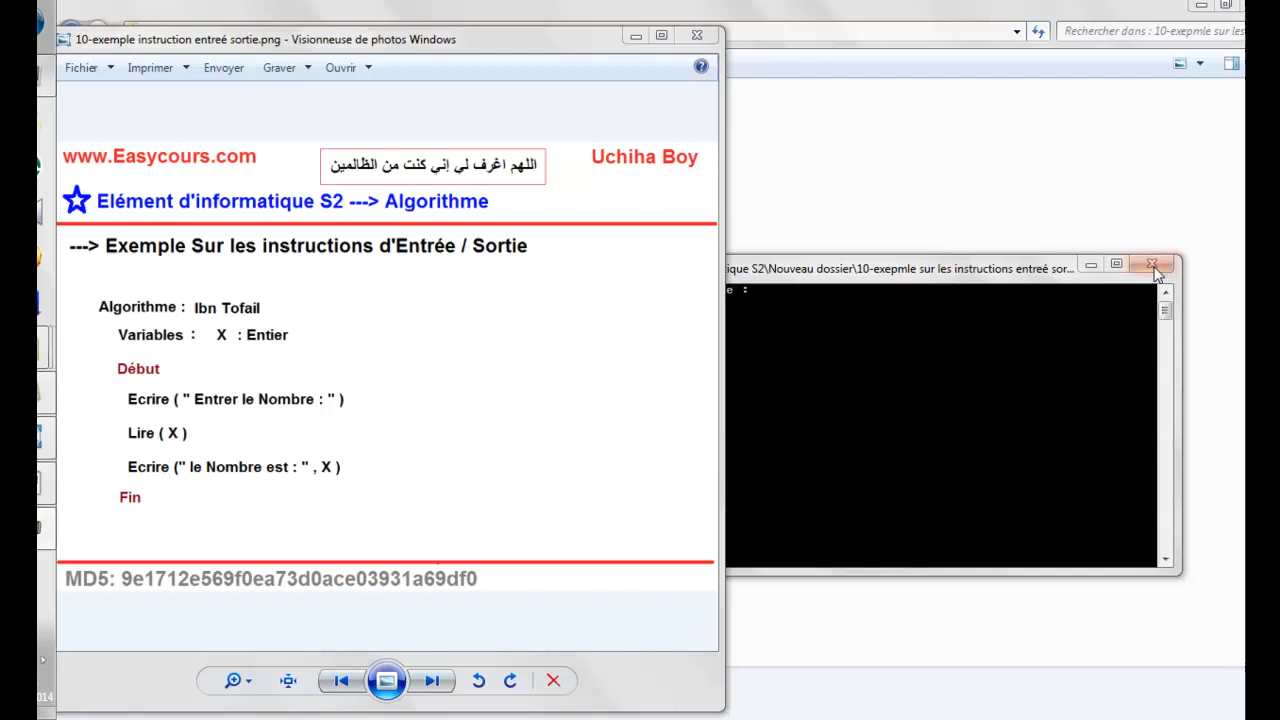 10-exemple instruction entreé sortie.png - Visionneuse de photos Windows
Rechercher dans : 10-exepmle sur les
Fichier Imprimer Envoyer Graver Ouvrir
www.Easycours.com
اللهم اغرف لي إني كنت من الظالمين
Uchiha Boy
Elément d'informatique S2 ---> Algorithme
---> Exemple Sur les instructions d'Entrée / Sortie
ique S2\Nouveau dossier\10-exepmle sur les instructions entreé sor...
e :
Algorithme : Ibn Tofail
Variables : X : Entier
Début
Ecrire ( " Entrer le Nombre : " )
Lire ( X )
Ecrire (" le Nombre est : " , X )
Fin
MD5: 9e1712e569f0ea73d0ace03931a69df0
014